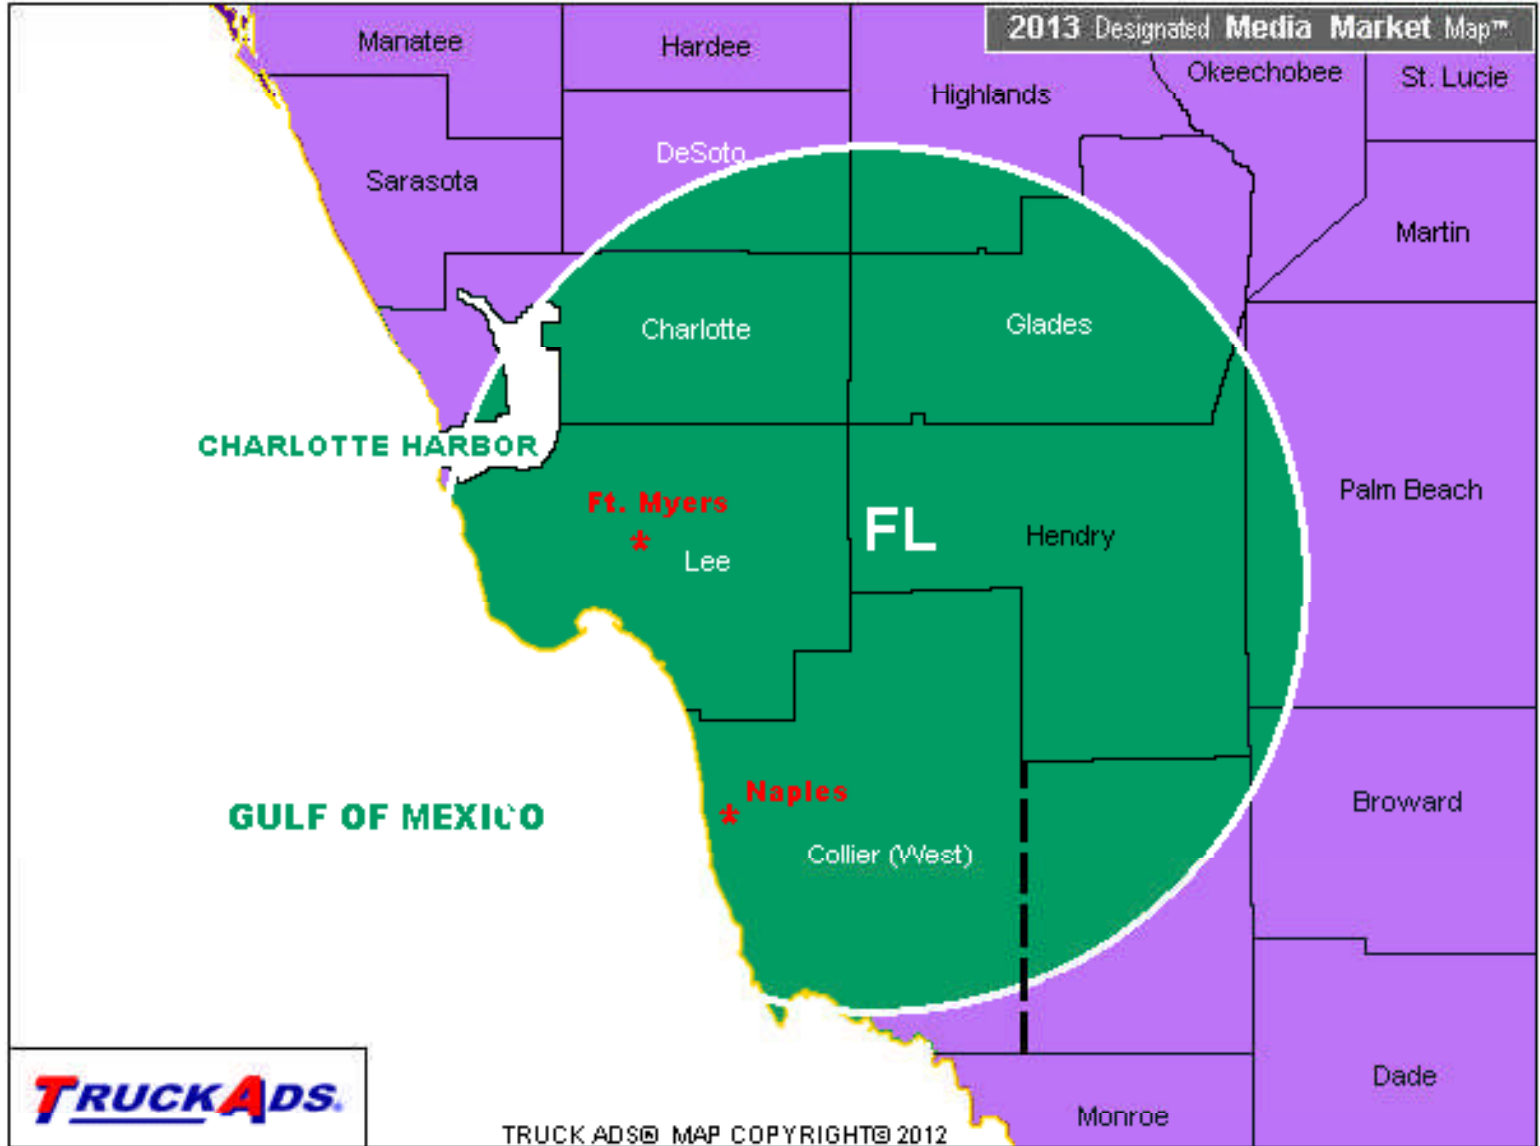 2013 Designated Media Market Map™
Manatee
Hardee
Highlands
Okeechobee
St. Lucie
DeSoto
Sarasota
Martin
Charlotte
Glades
CHARLOTTE HARBOR
Ft. Myers
*
Lee
FL
Hendry
Palm Beach
Naples
*
GULF OF MEXICO
Collier (West)
Broward
Dade
Monroe
TRUCKADS.
TRUCK ADS® MAP COPYRIGHT© 2012